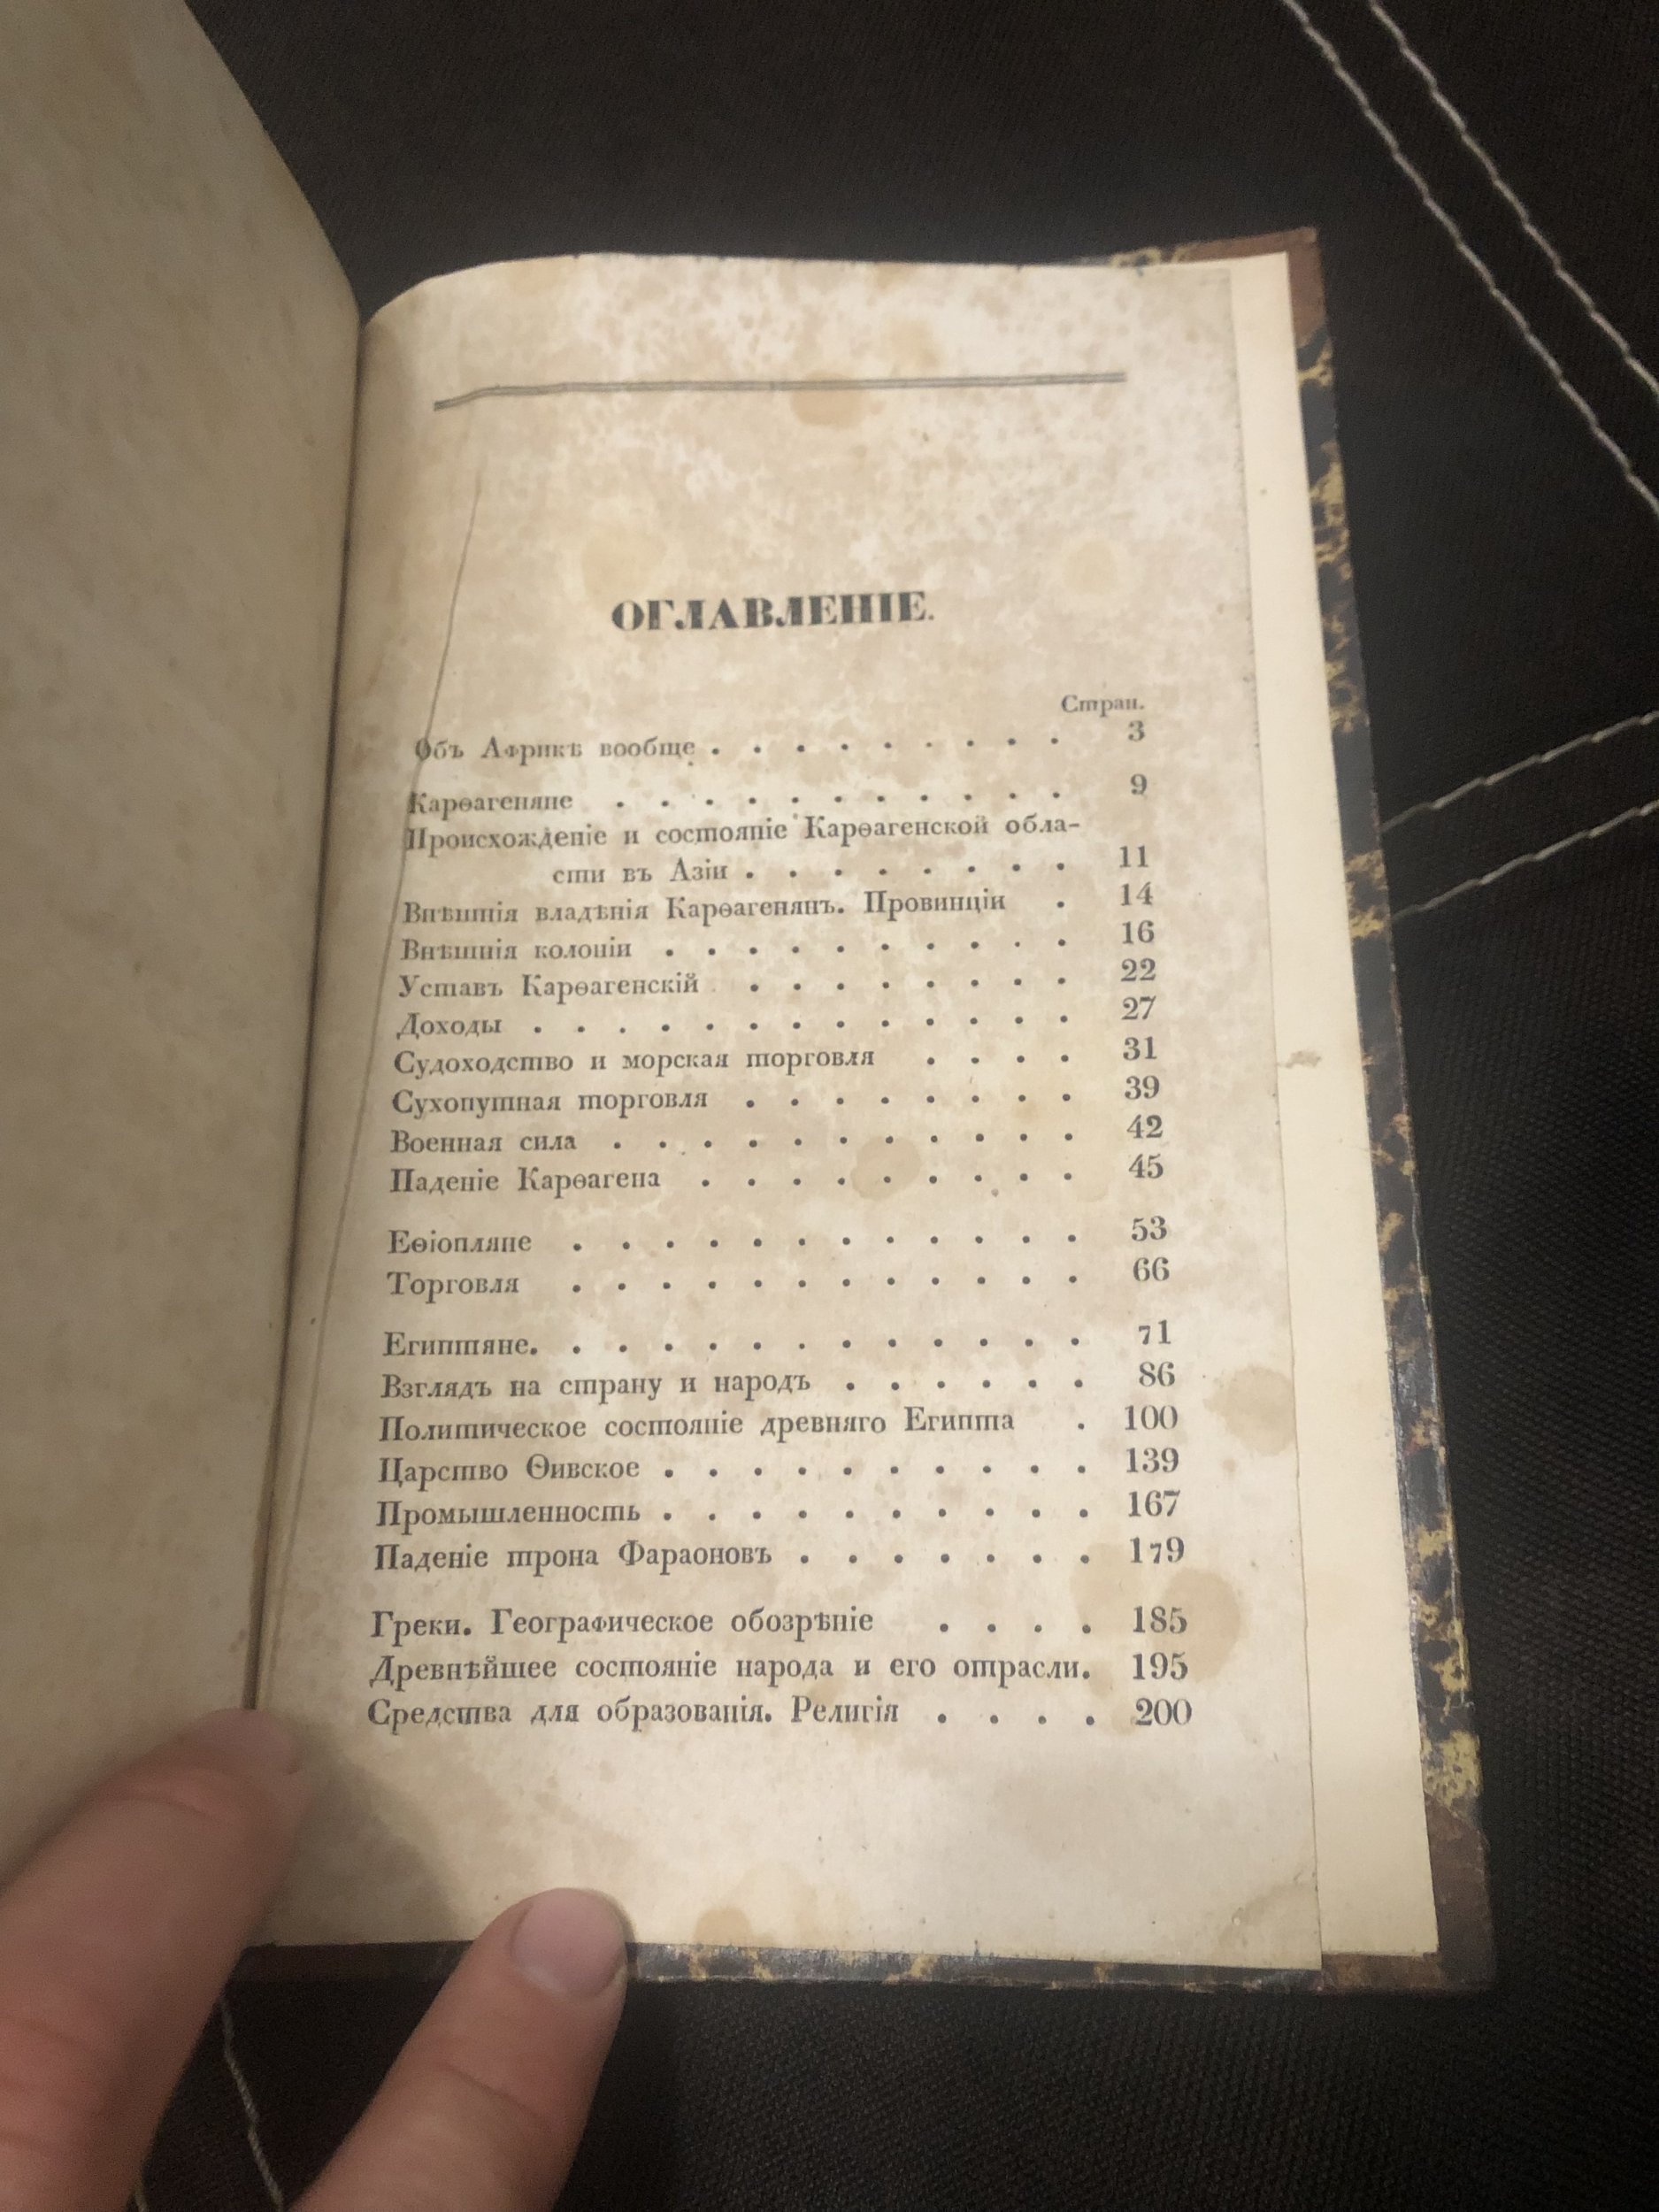 ОГЛАВЛЕНІЕ.
Стран.
Объ Африкѣ вообще . . . . . . . . . 3
Карѳагеняне . . . . . . . . . . . 9
Происхожденіе и состояніе Карѳагенской обла-
сти въ Азіи . . . . . . . . 11
Внѣшнія владѣнія Карѳагенянъ. Провинціи . 14
Внѣшнія колоніи . . . . . . . . . . 16
Уставъ Карѳагенскій . . . . . . . . 22
Доходы . . . . . . . . . . . . . 27
Судоходство и морская торговля . . . . 31
Сухопутная торговля . . . . . . . . 39
Военная сила . . . . . . . . . . . 42
Паденіе Карѳагена . . . . . . . . . 45
Еѳіопляне . . . . . . . . . . . . 53
Торговля . . . . . . . . . . . . 66
Египтяне. . . . . . . . . . . . . 71
Взглядъ на страну и народъ . . . . . . 86
Политическое состояніе древняго Египта . 100
Царство Ѳивское . . . . . . . . . . 139
Промышленность . . . . . . . . . . 167
Паденіе трона Фараоновъ . . . . . . . 179
Греки. Географическое обозрѣніе . . . . 185
Древнѣйшее состояніе народа и его отрасли. 195
Средства для образованія. Религія . . . . 200